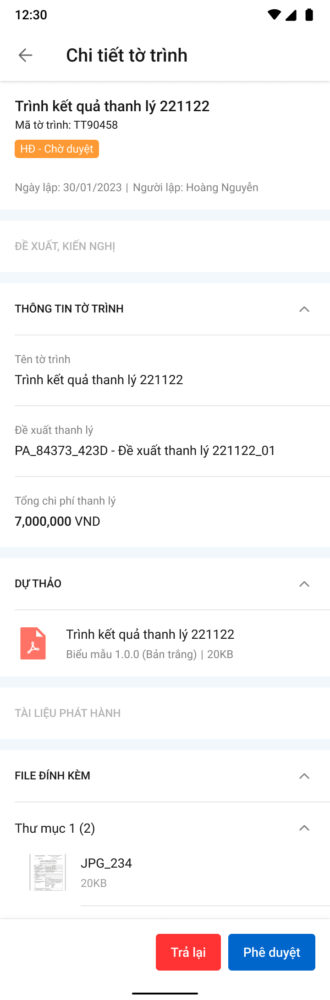 12:30
Chi tiết tờ trình
Trình kết quả thanh lý 221122
Mã tờ trình: TT90458
HĐ - Chờ duyệt
Ngày lập: 30/01/2023 | Người lập: Hoàng Nguyễn
ĐỀ XUẤT, KIẾN NGHỊ
THÔNG TIN TỜ TRÌNH
Tên tờ trình
Trình kết quả thanh lý 221122
Đề xuất thanh lý
PA_84373_423D - Đề xuất thanh lý 221122_01
Tổng chi phí thanh lý
7,000,000 VND
DỰ THẢO
Trình kết quả thanh lý 221122
Biểu mẫu 1.0.0 (Bản trắng) | 20KB
TÀI LIỆU PHÁT HÀNH
FILE ĐÍNH KÈM
Thư mục 1 (2)
JPG_234
20KB
Trả lại
Phê duyệt